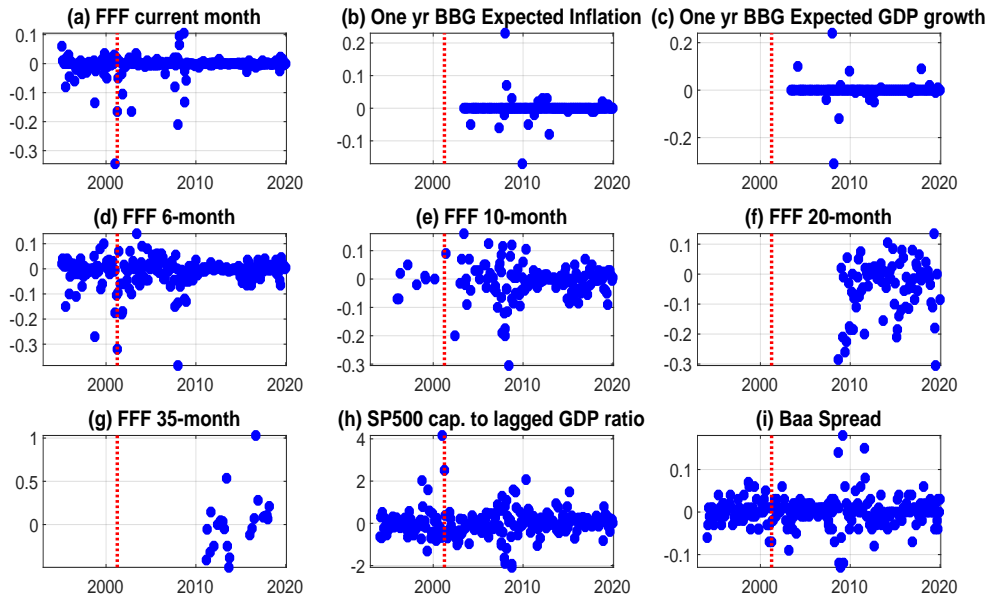 (a) FFF current month
(b) One yr BBG Expected Inflation
(c) One yr BBG Expected GDP growth
0.1
0
-0.1
-0.2
-0.3
2000 2010 2020
0.2
0.1
0
-0.1
2000 2010 2020
0.2
0
-0.2
2000 2010 2020
(d) FFF 6-month
(e) FFF 10-month
(f) FFF 20-month
0.1
0
-0.1
-0.2
-0.3
2000 2010 2020
0.1
0
-0.1
-0.2
-0.3
2000 2010 2020
0.1
0
-0.1
-0.2
-0.3
2000 2010 2020
(g) FFF 35-month
(h) SP500 cap. to lagged GDP ratio
(i) Baa Spread
1
0
2000 2010 2020
4
2
0
-2
2000 2010 2020
0.1
0
-0.1
2000 2010 2020